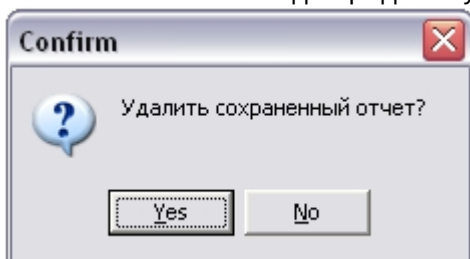 Confirm
Удалить сохраненный отчет?
Yes
No